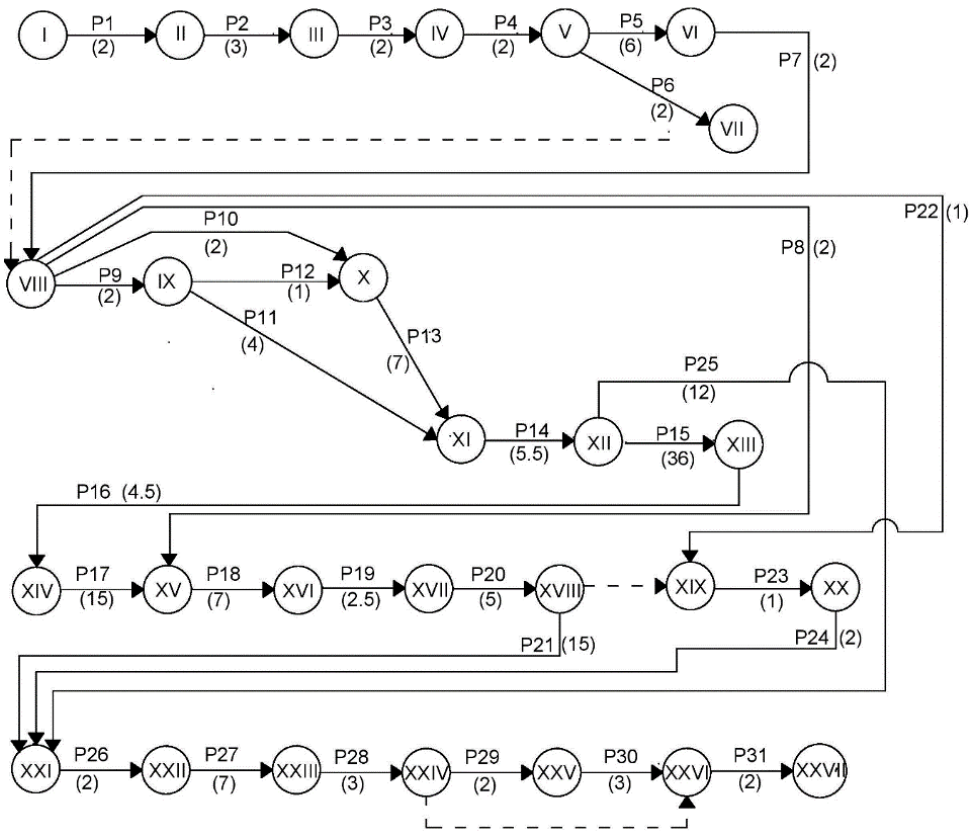 I P1 (2) II P2 (3) III P3 (2) IV P4 (2) V P5 (6) VI
P7 (2)
P6 (2)
VII
P22 (1)
P10 (2)
P8 (2)
VIII P9 (2) IX P12 (1) X
P11 (4)
P13 (7)
P25 (12)
XI P14 (5.5) XII P15 (36) XIII
P16 (4.5)
XIV P17 (15) XV P18 (7) XVI P19 (2.5) XVII P20 (5) XVIII XIX P23 (1) XX
P21 (15)
P24 (2)
XXI P26 (2) XXII P27 (7) XXIII P28 (3) XXIV P29 (2) XXV P30 (3) XXVI P31 (2) XXVII